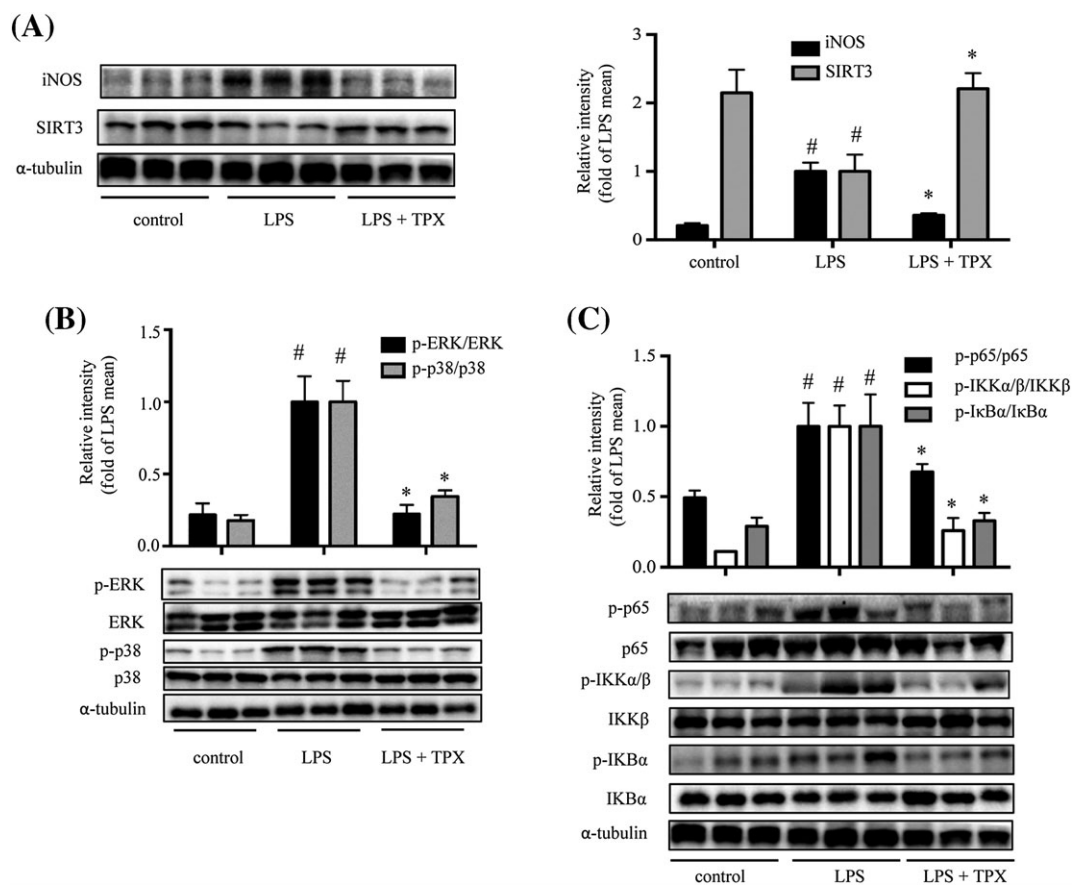 (A)
iNOS
SIRT3
α-tubulin
control LPS LPS + TPX
Relative intensity
(fold of LPS mean)
3
2
1
0
iNOS
SIRT3
*
# #
*
control LPS LPS + TPX
(B)
Relative intensity
(fold of LPS mean)
1.5
1.0
0.5
0.0
p-ERK/ERK
p-p38/p38
# #
* *
p-ERK
ERK
p-p38
p38
α-tubulin
control LPS LPS + TPX
(C)
Relative intensity
(fold of LPS mean)
1.5
1.0
0.5
0.0
p-p65/p65
p-IKKα/β/IKKβ
p-IκBα/IκBα
# # #
*
* *
p-p65
p65
p-IKKα/β
IKKβ
p-IKBα
IKBα
α-tubulin
control LPS LPS + TPX